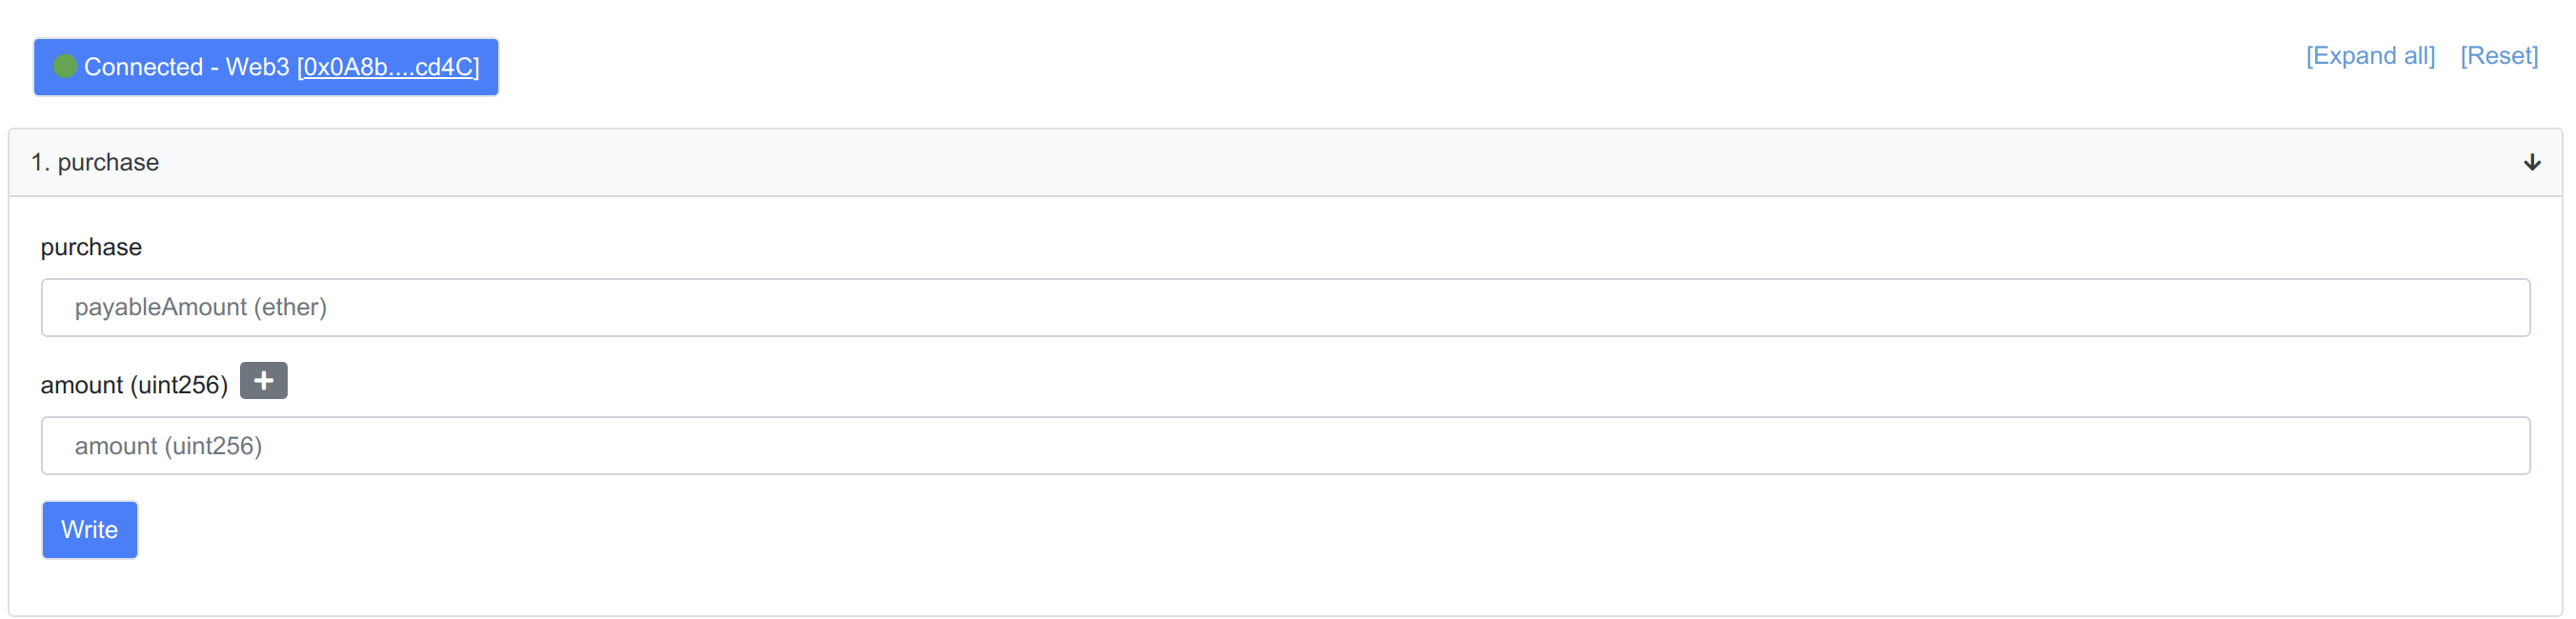 Connected - Web3 [0x0A8b....cd4C]
[Expand all] [Reset]
1. purchase
purchase
payableAmount (ether)
amount (uint256)
amount (uint256)
Write